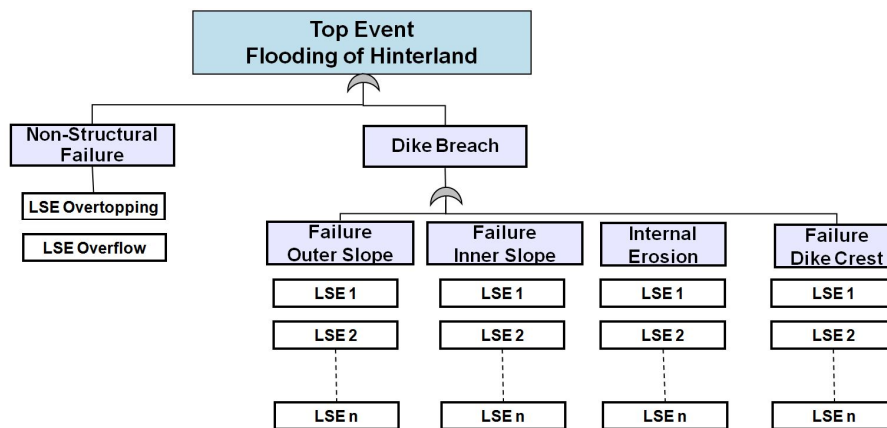 Top Event
Flooding of Hinterland
Non-Structural
Failure
Dike Breach
LSE Overtopping
LSE Overflow
Failure
Outer Slope
Failure
Inner Slope
Internal
Erosion
Failure
Dike Crest
LSE 1
LSE 1
LSE 1
LSE 1
LSE 2
LSE 2
LSE 2
LSE 2
LSE n
LSE n
LSE n
LSE n